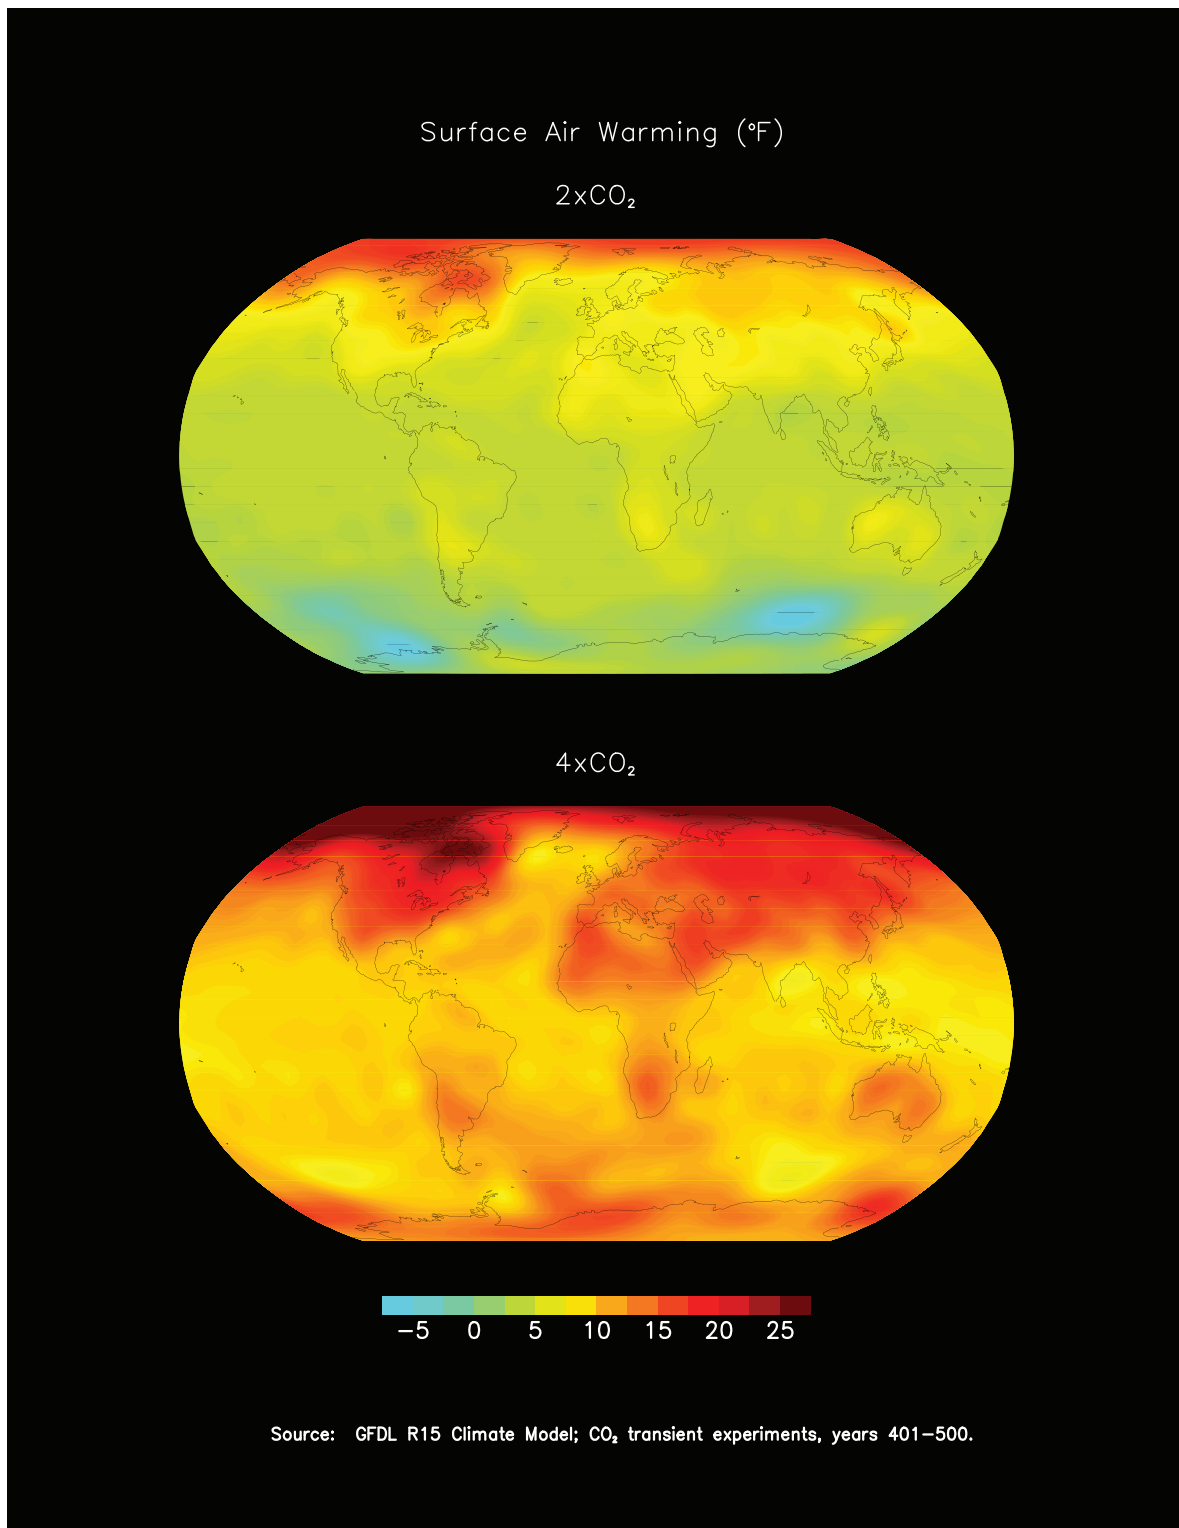 Surface Air Warming (°F)
2xCO₂
4xCO₂
−5 0 5 10 15 20 25
Source: GFDL R15 Climate Model; CO₂ transient experiments, years 401−500.